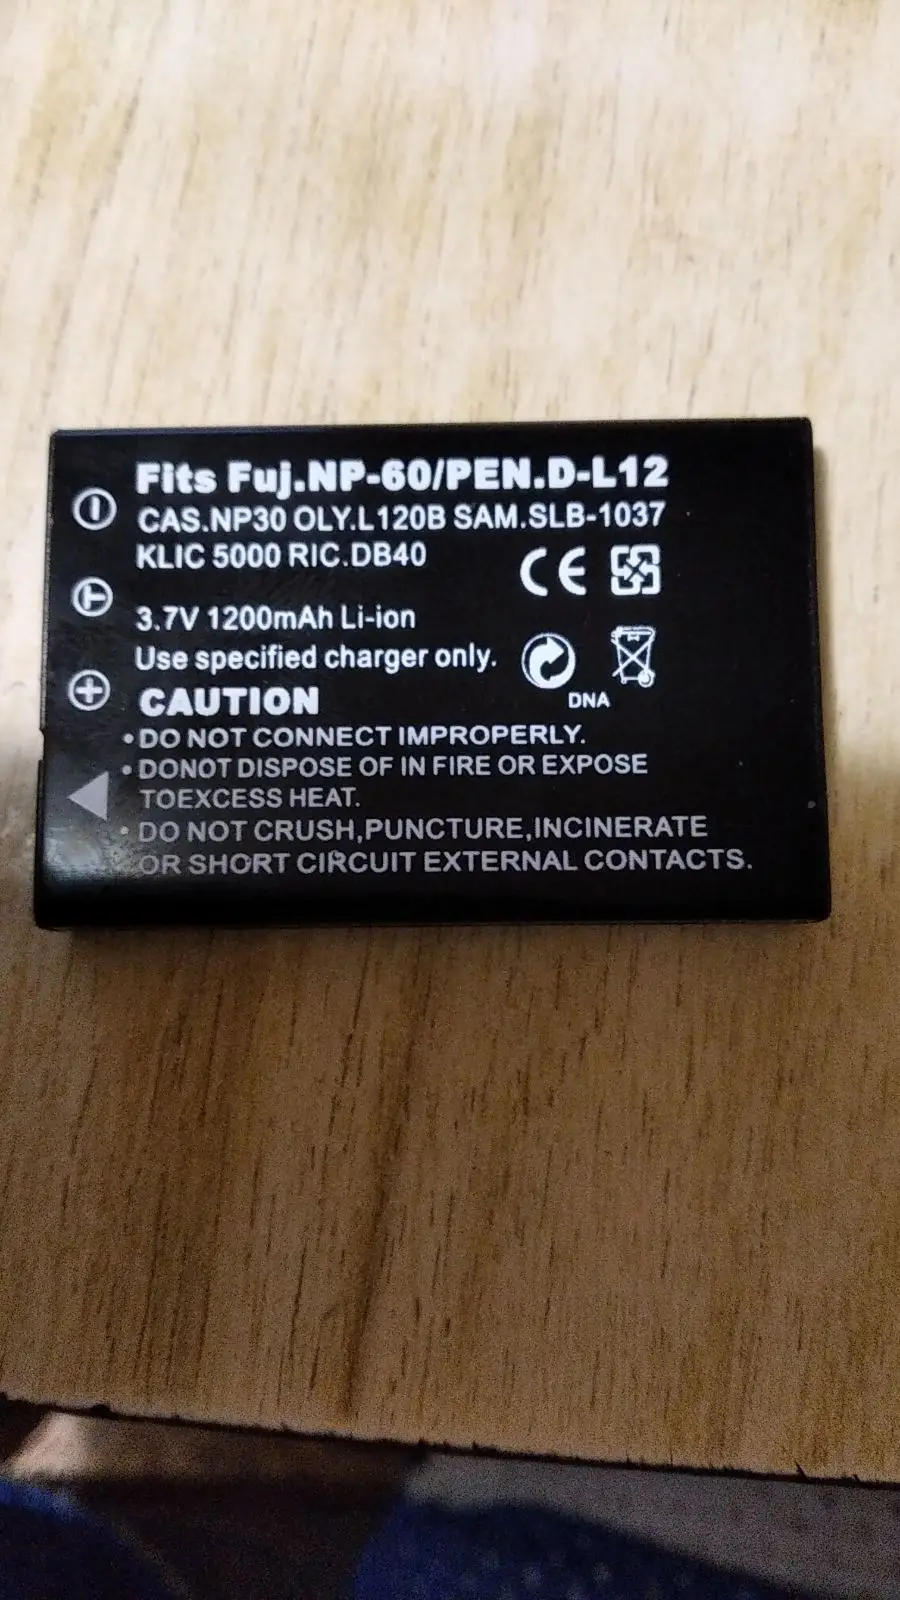 Fits Fuj.NP-60/PEN.D-L12
CAS.NP30 OLY.L120B SAM.SLB-1037
KLIC 5000 RIC.DB40
CE
3.7V 1200mAh Li-ion
Use specified charger only.
DNA
CAUTION
•DO NOT CONNECT IMPROPERLY.
•DONOT DISPOSE OF IN FIRE OR EXPOSE
TOEXCESS HEAT.
•DO NOT CRUSH,PUNCTURE,INCINERATE
OR SHORT CIRCUIT EXTERNAL CONTACTS.